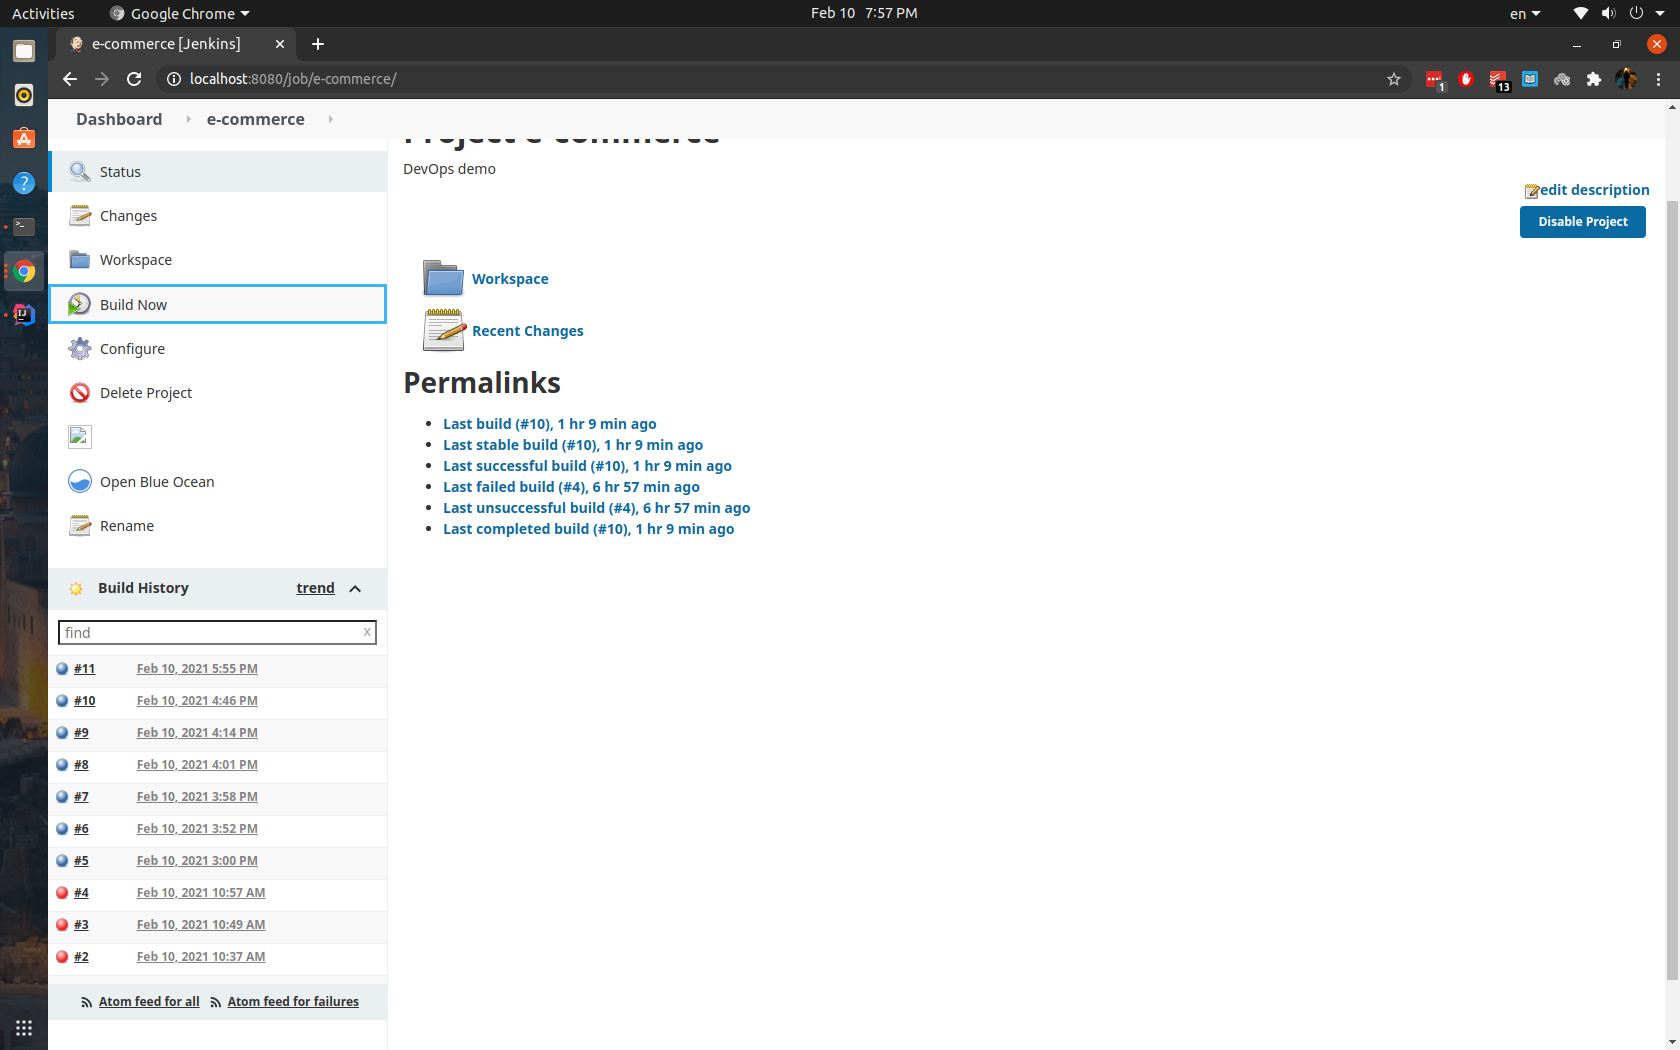 Activities
Google Chrome
Feb 10 7:57 PM
en
e-commerce [Jenkins]
localhost:8080/job/e-commerce/
1
13
Dashboard
e-commerce
Project e-commerce
DevOps demo
edit description
Disable Project
Status
Changes
Workspace
Build Now
Configure
Delete Project
Open Blue Ocean
Rename
Workspace
Recent Changes
Permalinks
Last build (#10), 1 hr 9 min ago
Last stable build (#10), 1 hr 9 min ago
Last successful build (#10), 1 hr 9 min ago
Last failed build (#4), 6 hr 57 min ago
Last unsuccessful build (#4), 6 hr 57 min ago
Last completed build (#10), 1 hr 9 min ago
Build History
trend
find
x
#11 Feb 10, 2021 5:55 PM
#10 Feb 10, 2021 4:46 PM
#9 Feb 10, 2021 4:14 PM
#8 Feb 10, 2021 4:01 PM
#7 Feb 10, 2021 3:58 PM
#6 Feb 10, 2021 3:52 PM
#5 Feb 10, 2021 3:00 PM
#4 Feb 10, 2021 10:57 AM
#3 Feb 10, 2021 10:49 AM
#2 Feb 10, 2021 10:37 AM
Atom feed for all
Atom feed for failures